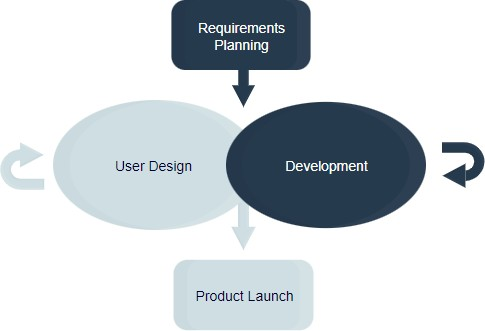 Requirements
Planning
User Design
Development
Product Launch